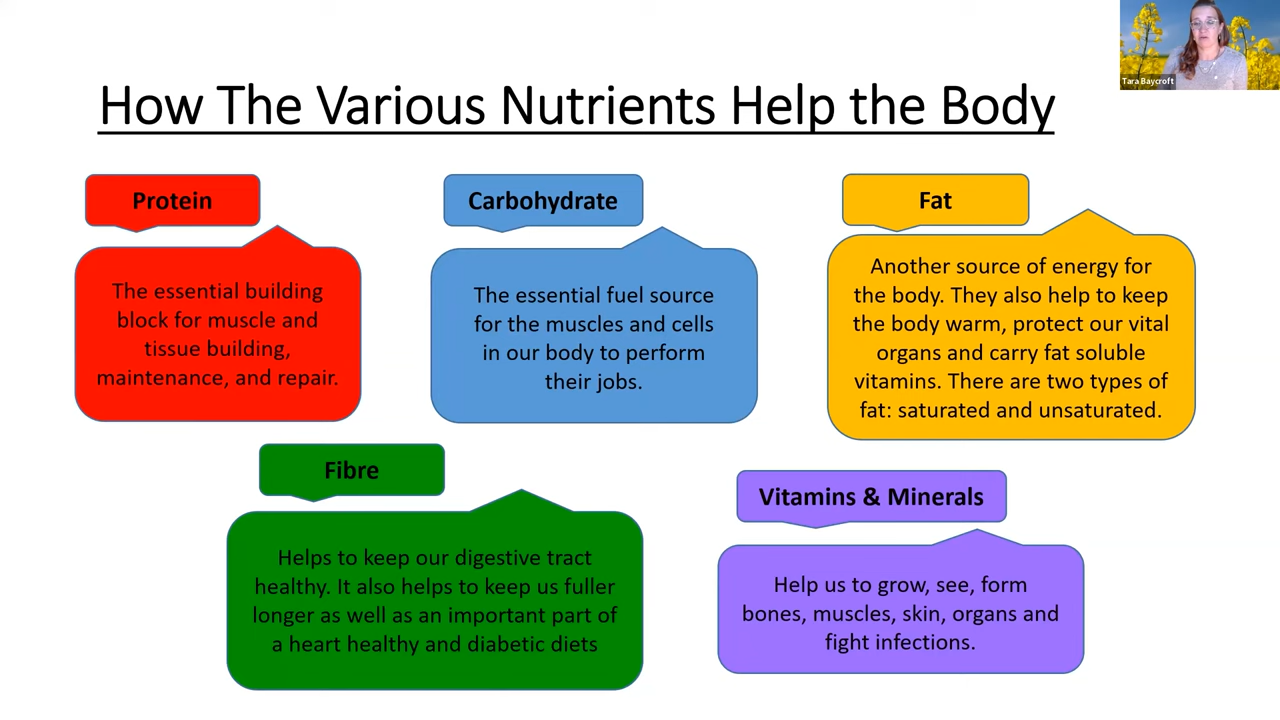 How The Various Nutrients Help the Body
Tara Baycroft
Protein
The essential building
block for muscle and
tissue building,
maintenance, and repair.
Carbohydrate
The essential fuel source
for the muscles and cells
in our body to perform
their jobs.
Fat
Another source of energy for
the body. They also help to keep
the body warm, protect our vital
organs and carry fat soluble
vitamins. There are two types of
fat: saturated and unsaturated.
Fibre
Helps to keep our digestive tract
healthy. It also helps to keep us fuller
longer as well as an important part of
a heart healthy and diabetic diets
Vitamins & Minerals
Help us to grow, see, form
bones, muscles, skin, organs and
fight infections.